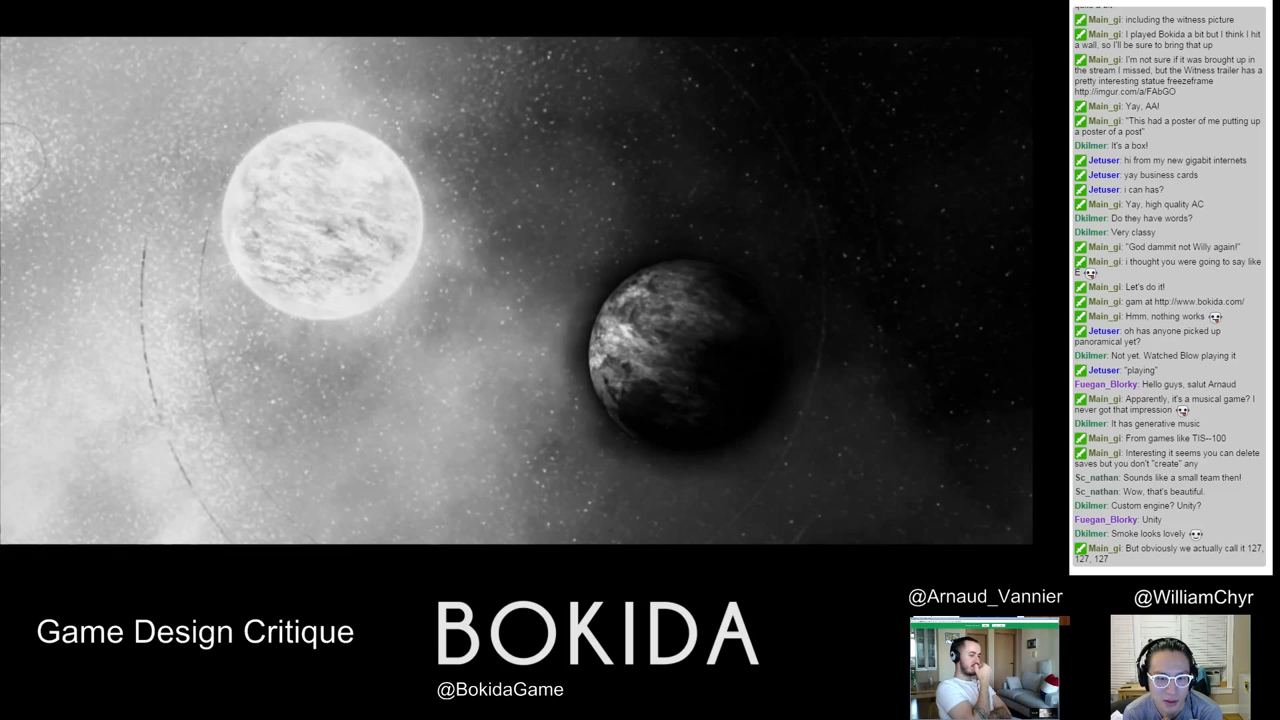 Main_gi: including the witness picture
Main_gi: I played Bokida a bit but I think I hit
a wall, so I'll be sure to bring that up
Main_gi: I'm not sure if it was brought up in
the stream I missed, but the Witness trailer has a
pretty interesting statue freezeframe
http://imgur.com/a/FAbGO
Main_gi: Yay, AA!
Main_gi: "This had a poster of me putting up
a poster of a post"
Dkilmer: It's a box!
Jetuser: hi from my new gigabit internets
Jetuser: yay business cards
Jetuser: i can has?
Main_gi: Yay, high quality AC
Dkilmer: Do they have words?
Dkilmer: Very classy
Main_gi: "God dammit not Willy again!"
Main_gi: i thought you were going to say like
E
Main_gi: Let's do it!
Main_gi: gam at http://www.bokida.com/
Main_gi: Hmm, nothing works
Jetuser: oh has anyone picked up
panoramical yet?
Dkilmer: Not yet. Watched Blow playing it
Jetuser: "playing"
Fuegan_Blorky: Hello guys, salut Arnaud
Main_gi: Apparently, it's a musical game? I
never got that impression
Dkilmer: It has generative music
Main_gi: From games like TIS--100
Main_gi: Interesting it seems you can delete
saves but you don't "create" any
Sc_nathan: Sounds like a small team then!
Sc_nathan: Wow, that's beautiful.
Dkilmer: Custom engine? Unity?
Fuegan_Blorky: Unity
Dkilmer: Smoke looks lovely
Main_gi: But obviously we actually call it 127,
127, 127
Game Design Critique
BOKIDA
@BokidaGame
@Arnaud_Vannier
@WilliamChyr